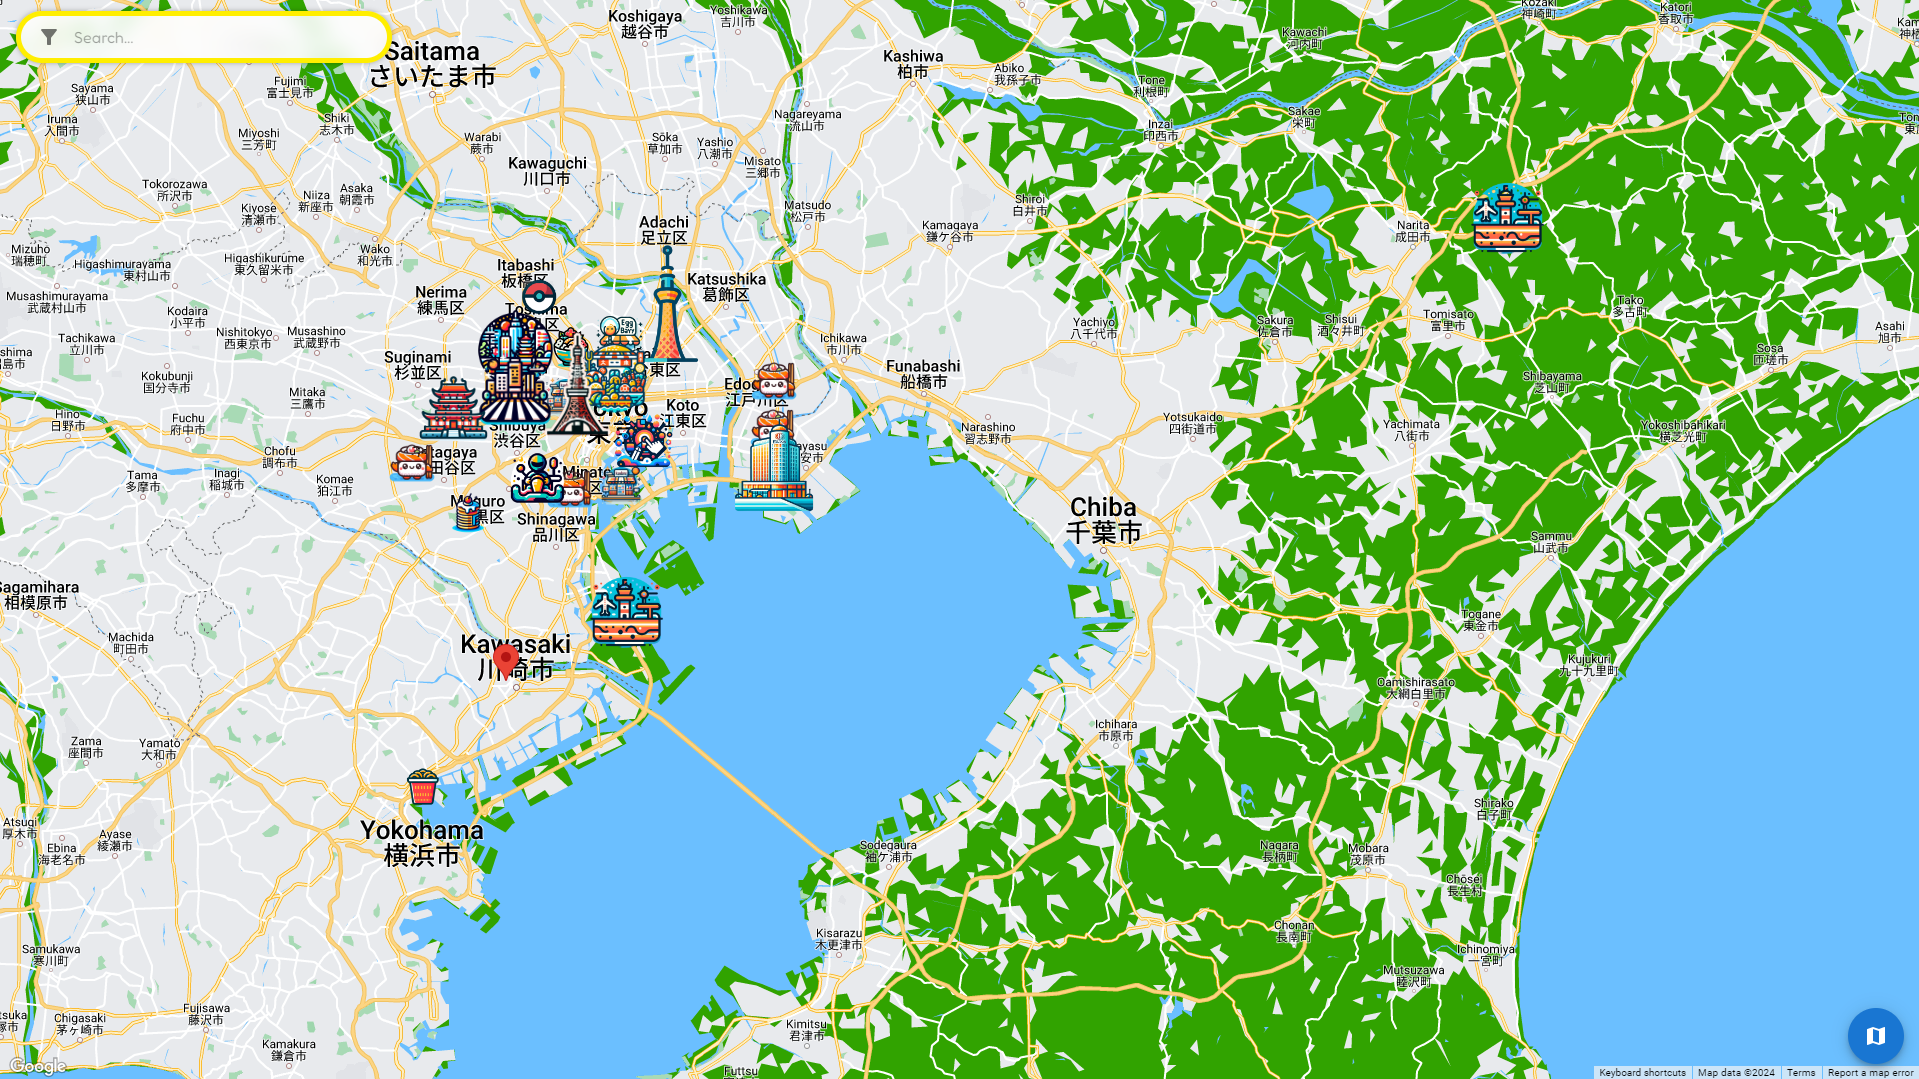 Search...
Koshigaya
越谷市
Yoshikawa
吉川市
Kozaki
神崎町
Katori
香取市
Kawachi
河内町
Saitama
さいたま市
Kashiwa
柏市
Abiko
我孫子市
Tone
利根町
Fujimi
富士見市
Sayama
狭山市
Iruma
入間市
Shiki
志木市
Miyoshi
三芳町
Warabi
蕨市
Sōka
草加市
Yashio
八潮市
Nagareyama
流山市
Misato
三郷市
Inzai
印西市
Sakae
栄町
Kawaguchi
川口市
Tokorozawa
所沢市
Niiza
新座市
Asaka
朝霞市
Kiyose
清瀬市
Matsudo
松戸市
Shiroi
白井市
Kamagaya
鎌ケ谷市
Narita
成田市
Adachi
足立区
Mizuho
瑞穂町
Wako
和光市
Higashikurume
東久留米市
Higashimurayama
東村山市
Itabashi
板橋区
Katsushika
葛飾区
Nerima
練馬区
Musashimurayama
武蔵村山市
Kodaira
小平市
Nishitokyo
西東京市
Musashino
武蔵野市
Tachikawa
立川市
Egg
Baby
Ichikawa
市川市
Yachiyo
八千代市
Sakura
佐倉市
Shisui
酒々井町
Tomisato
富里市
Tako
多古町
Asahi
旭市
Sosa
匝瑳市
Suginami
杉並区
Kokubunji
国分寺市
Mitaka
三鷹市
Funabashi
船橋市
Shibayama
芝山町
Koto
江東区
江戸川区
Hino
日野市
Fuchu
府中市
Shibuya
渋谷区
Narashino
習志野市
Yotsukaido
四街道市
Yachimata
八街市
Yokoshibahikari
横芝光町
Chofu
調布市
Tama
多摩市
Inagi
稲城市
Komae
狛江市
Shinagawa
品川区
Chiba
千葉市
Sammu
山武市
Sagamihara
相模原市
Machida
町田市
Kawasaki
川崎市
Togane
東金市
Kujukuri
九十九里町
Oamishirasato
大網白里市
Zama
座間市
Yamato
大和市
Ichihara
市原市
Yokohama
横浜市
Atsugi
厚木市
Ebina
海老名市
Ayase
綾瀬市
Shirako
白子町
Sodegaura
袖ケ浦市
Nagara
長柄町
Mobara
茂原市
Chōsei
長生村
Kisarazu
木更津市
Chonan
長南町
Samukawa
寒川町
Ichinomiya
一宮町
Mutsuzawa
睦沢町
Fujisawa
藤沢市
Chigasaki
茅ヶ崎市
Kimitsu
君津市
Kamakura
鎌倉市
Futtsu
Google
Keyboard shortcuts
Map data ©2024
Terms
Report a map error